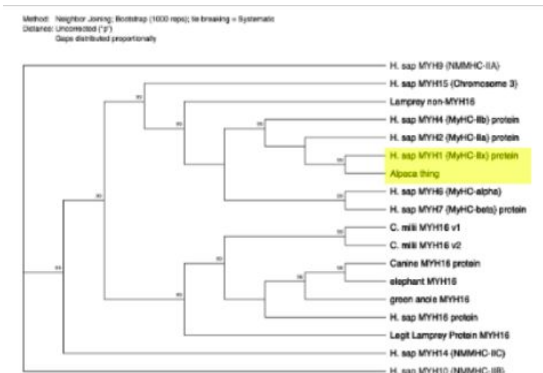 Method: Neighbor Joining; Bootstrap (1000 reps); tie-breaking = Systematic
Distance: Uncorrected ("p")
Gaps distributed proportionally
H. sap MYH9 (NMMHC-IIA)
H. sap MYH15 (Chromosome 3)
Lamprey non-MYH16
H. sap MYH4 (MyHC-IIb) protein
H. sap MYH2 (MyHC-IIa) protein
H. sap MYH1 (MyHC-IIx) protein
Alpaca thing
H. sap MYH6 (MyHC-alpha)
H. sap MYH7 (MyHC-beta) protein
C. milii MYH16 v1
C. milii MYH16 v2
Canine MYH16 protein
elephant MYH16
green anole MYH16
H. sap MYH16 protein
Legit Lamprey Protein MYH16
H. sap MYH14 (NMMHC-IIC)
H. sap MYH10 (NMMHC-IIB)